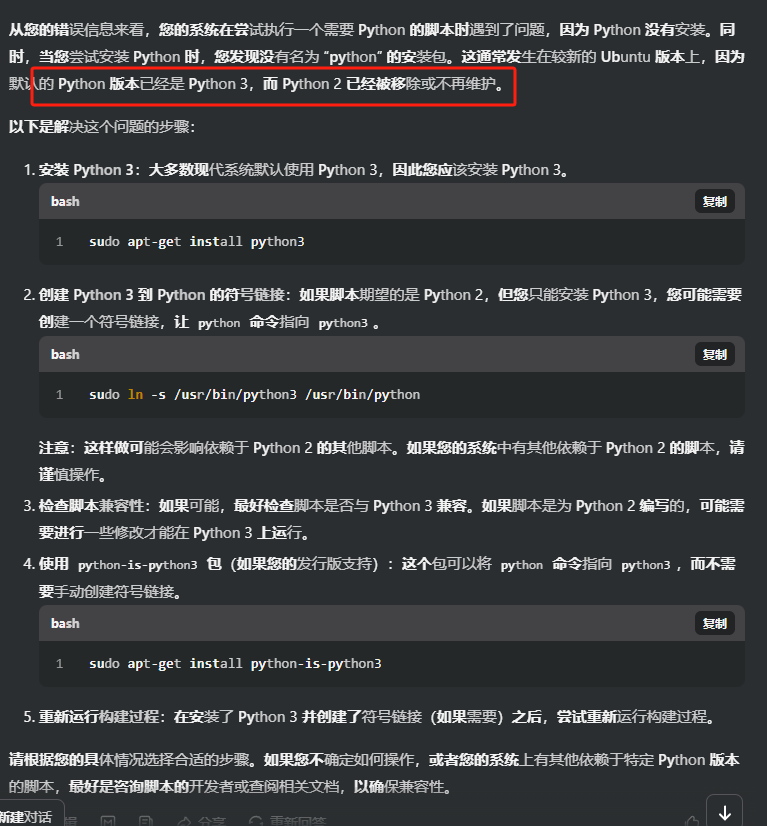 从您的错误信息来看，您的系统在尝试执行一个需要 Python 的脚本时遇到了问题，因为 Python 没有安装。同
时，当您尝试安装 Python 时，您发现没有名为 “python” 的安装包。这通常发生在较新的 Ubuntu 版本上，因为
默认的 Python 版本已经是 Python 3，而 Python 2 已经被移除或不再维护。
以下是解决这个问题的步骤：
1. 安装 Python 3：大多数现代系统默认使用 Python 3，因此您应该安装 Python 3。
bash 复制
1 sudo apt-get install python3
2. 创建 Python 3 到 Python 的符号链接：如果脚本期望的是 Python 2，但您只能安装 Python 3，您可能需要
创建一个符号链接，让 python 命令指向 python3 。
bash 复制
1 sudo ln -s /usr/bin/python3 /usr/bin/python
注意：这样做可能会影响依赖于 Python 2 的其他脚本。如果您的系统中有其他依赖于 Python 2 的脚本，请
谨慎操作。
3. 检查脚本兼容性：如果可能，最好检查脚本是否与 Python 3 兼容。如果脚本是为 Python 2 编写的，可能需
要进行一些修改才能在 Python 3 上运行。
4. 使用 python-is-python3 包（如果您的发行版支持）：这个包可以将 python 命令指向 python3 ，而不需
要手动创建符号链接。
bash 复制
1 sudo apt-get install python-is-python3
5. 重新运行构建过程：在安装了 Python 3 并创建了符号链接（如果需要）之后，尝试重新运行构建过程。
请根据您的具体情况选择合适的步骤。如果您不确定如何操作，或者您的系统上有其他依赖于特定 Python 版本
的脚本，最好是咨询脚本的开发者或查阅相关文档，以确保兼容性。
新建对话 辑 分享 重新回答